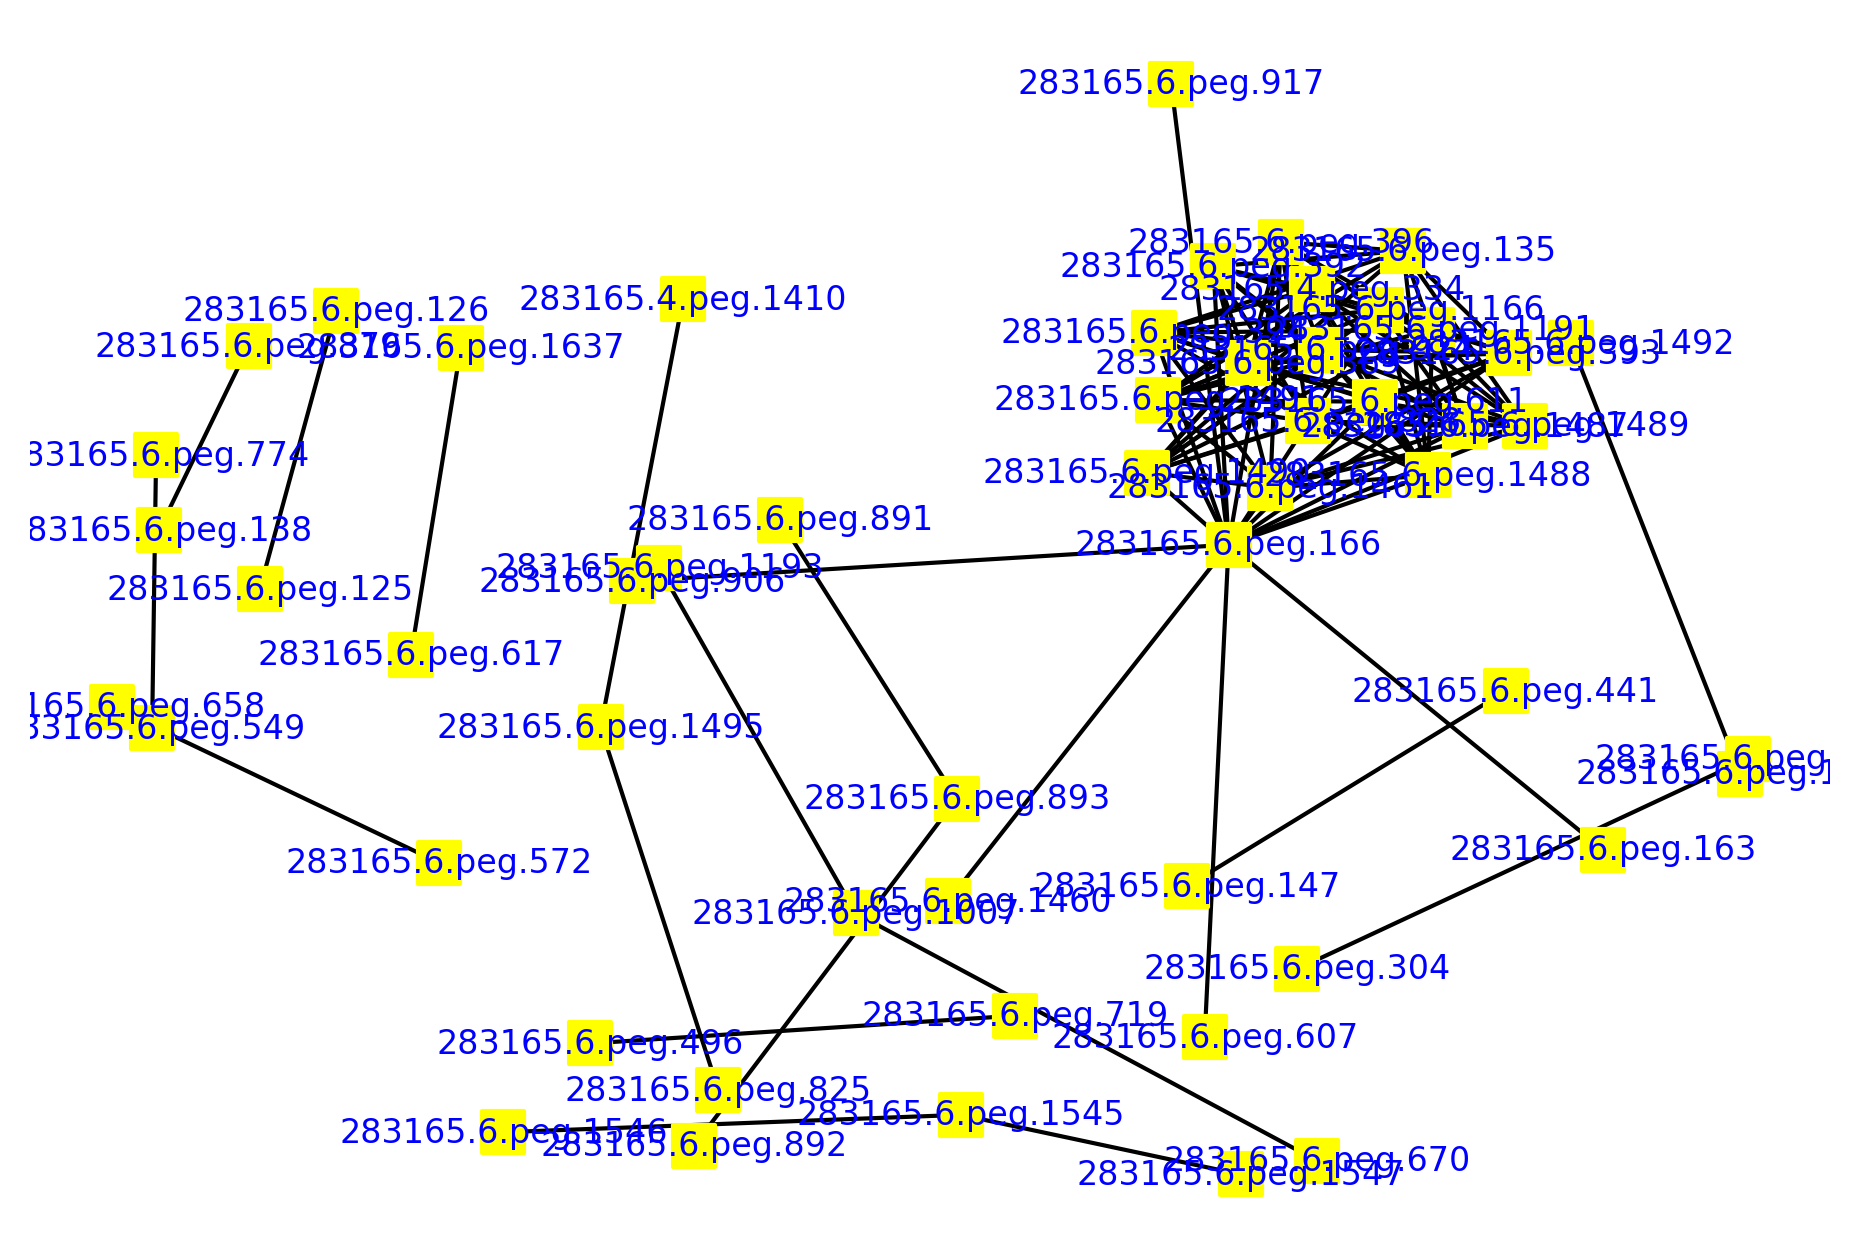 283165.6.peg.917
283165.6.peg.396
283165.6.peg.135
283165.6.peg.392
283165.4.peg.534
283165.6.peg.126
283165.4.peg.1410
283165.6.peg.1166
283165.6.peg.1191
283165.6.peg.1637
283165.6.peg.1492
283165.6.peg.393
283165.6.peg.369
283165.6.peg.611
283165.6.peg.1487
283165.6.peg.1489
83165.6.peg.774
283165.6.peg.1490
283165.6.peg.1488
283165.6.peg.1461
283165.6.peg.891
83165.6.peg.138
283165.6.peg.166
283165.6.peg.1193
283165.6.peg.906
283165.6.peg.125
283165.6.peg.617
283165.6.peg.441
165.6.peg.658
283165.6.peg.1495
83165.6.peg.549
283165.6.peg.
283165.6.peg.1
283165.6.peg.893
283165.6.peg.163
283165.6.peg.572
283165.6.peg.147
283165.6.peg.1460
283165.6.peg.1007
283165.6.peg.304
283165.6.peg.719
283165.6.peg.607
283165.6.peg.496
283165.6.peg.825
283165.6.peg.1545
283165.6.peg.1546
283165.6.peg.892
283165.6.peg.670
283165.6.peg.1547